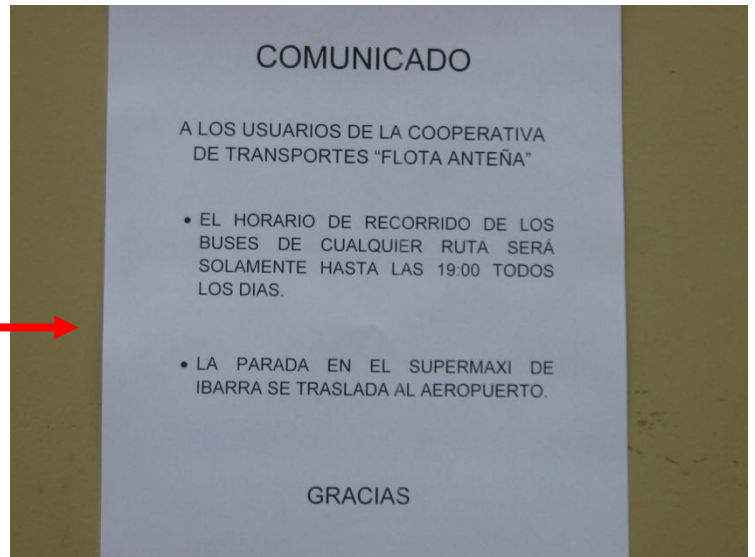 COMUNICADO
A LOS USUARIOS DE LA COOPERATIVA
DE TRANSPORTES “FLOTA ANTEÑA”
• EL HORARIO DE RECORRIDO DE LOS
BUSES DE CUALQUIER RUTA SERÁ
SOLAMENTE HASTA LAS 19:00 TODOS
LOS DIAS.
• LA PARADA EN EL SUPERMAXI DE
IBARRA SE TRASLADA AL AEROPUERTO.
GRACIAS